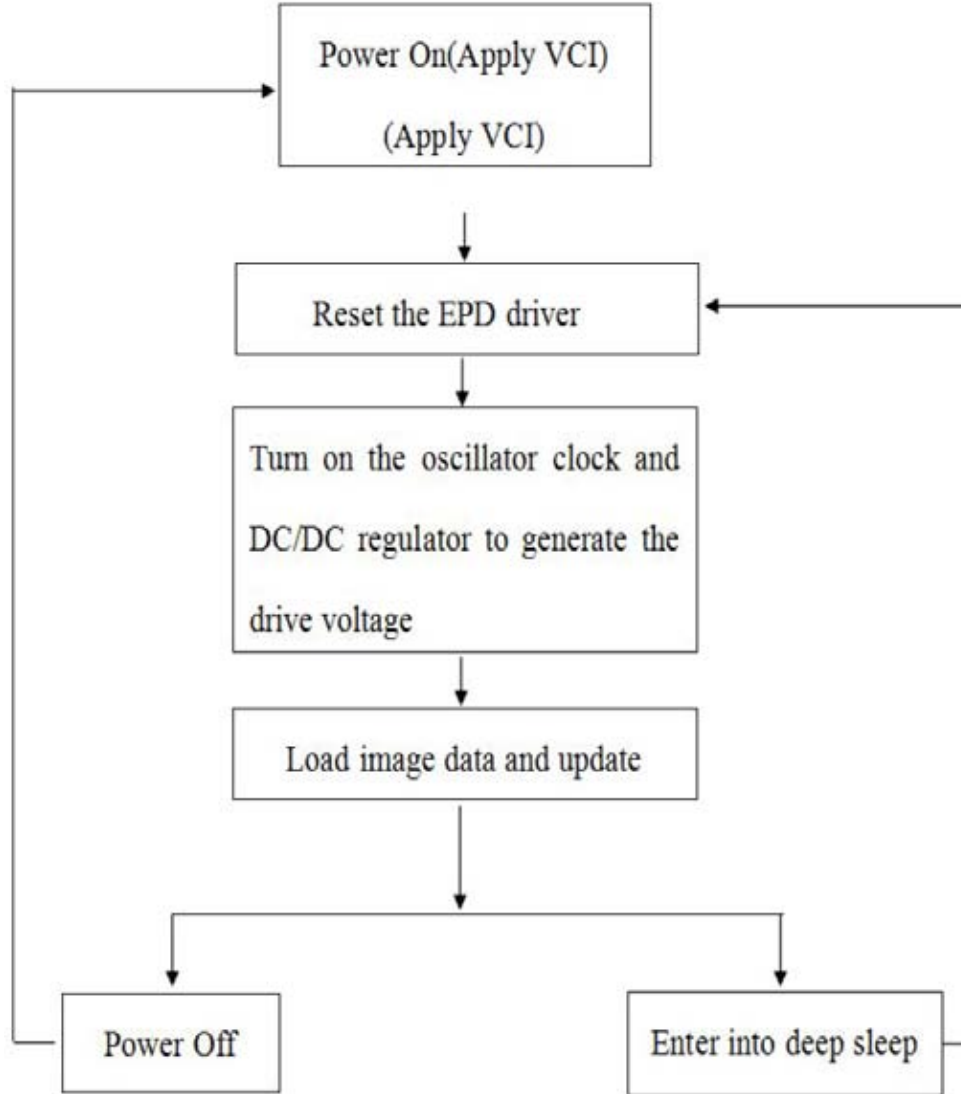 Power On(Apply VCI)
(Apply VCI)
Reset the EPD driver
Turn on the oscillator clock and
DC/DC regulator to generate the
drive voltage
Load image data and update
Power Off
Enter into deep sleep